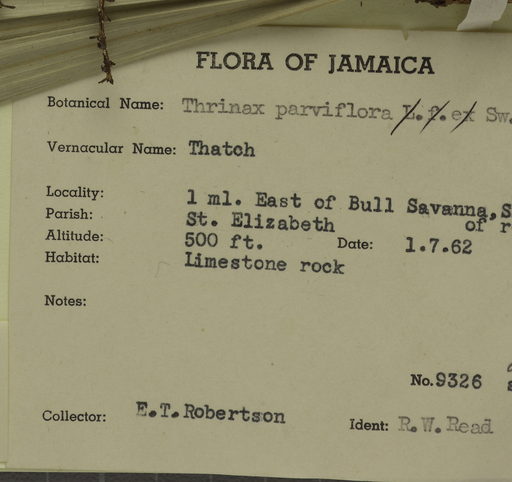 FLORA OF JAMAICA
Botanical Name: Thrinax parviflora L.f. ex Sw.
Vernacular Name: Thatch
Locality: 1 ml. East of Bull Savanna, S
Parish: St. Elizabeth of r
Altitude: 500 ft. Date: 1.7.62
Habitat: Limestone rock
Notes:
No. 9326
Collector: E.T.Robertson Ident: R.W.Read